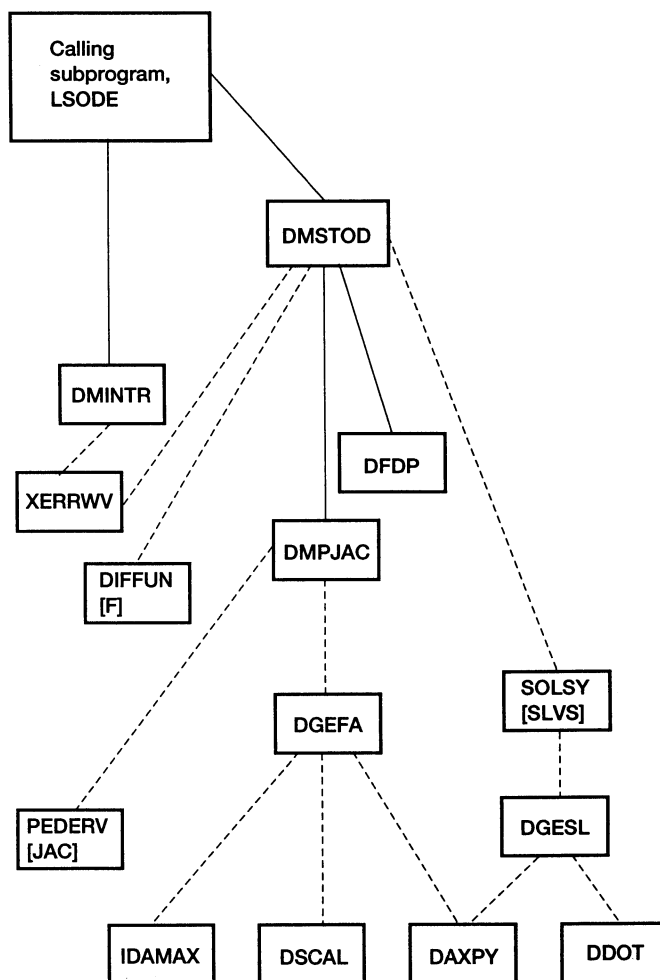 Calling
subprogram,
LSODE
DMSTOD
DMINTR
DFDP
XERRWV
DMPJAC
DIFFUN
[F]
SOLSY
[SLVS]
DGEFA
DGESL
PEDERV
[JAC]
IDAMAX
DSCAL
DAXPY
DDOT